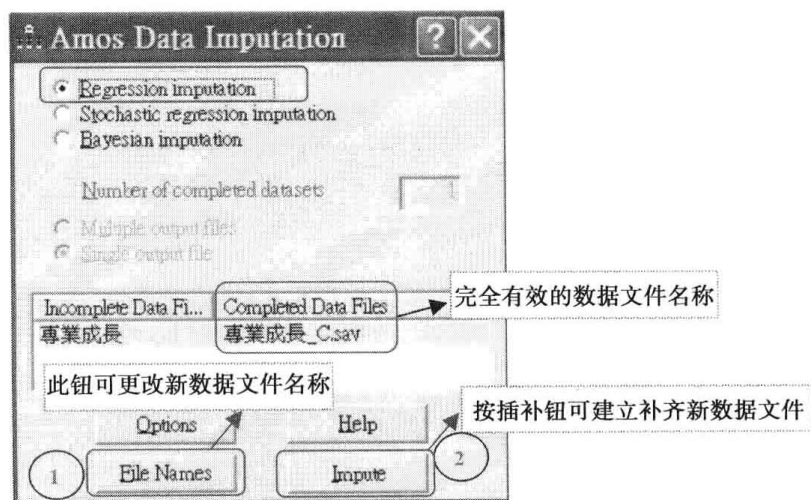 Amos Data Imputation
Regression imputation
Stochastic regression imputation
Bayesian imputation
Number of completed datasets 1
Multiple output files
Single output file
Incomplete Data Fi... Completed Data Files
專業成長 專業成長_C.sav
完全有效的数据文件名称
此钮可更改新数据文件名称
按插补钮可建立补齐新数据文件
Options Help
1 File Names Impute 2